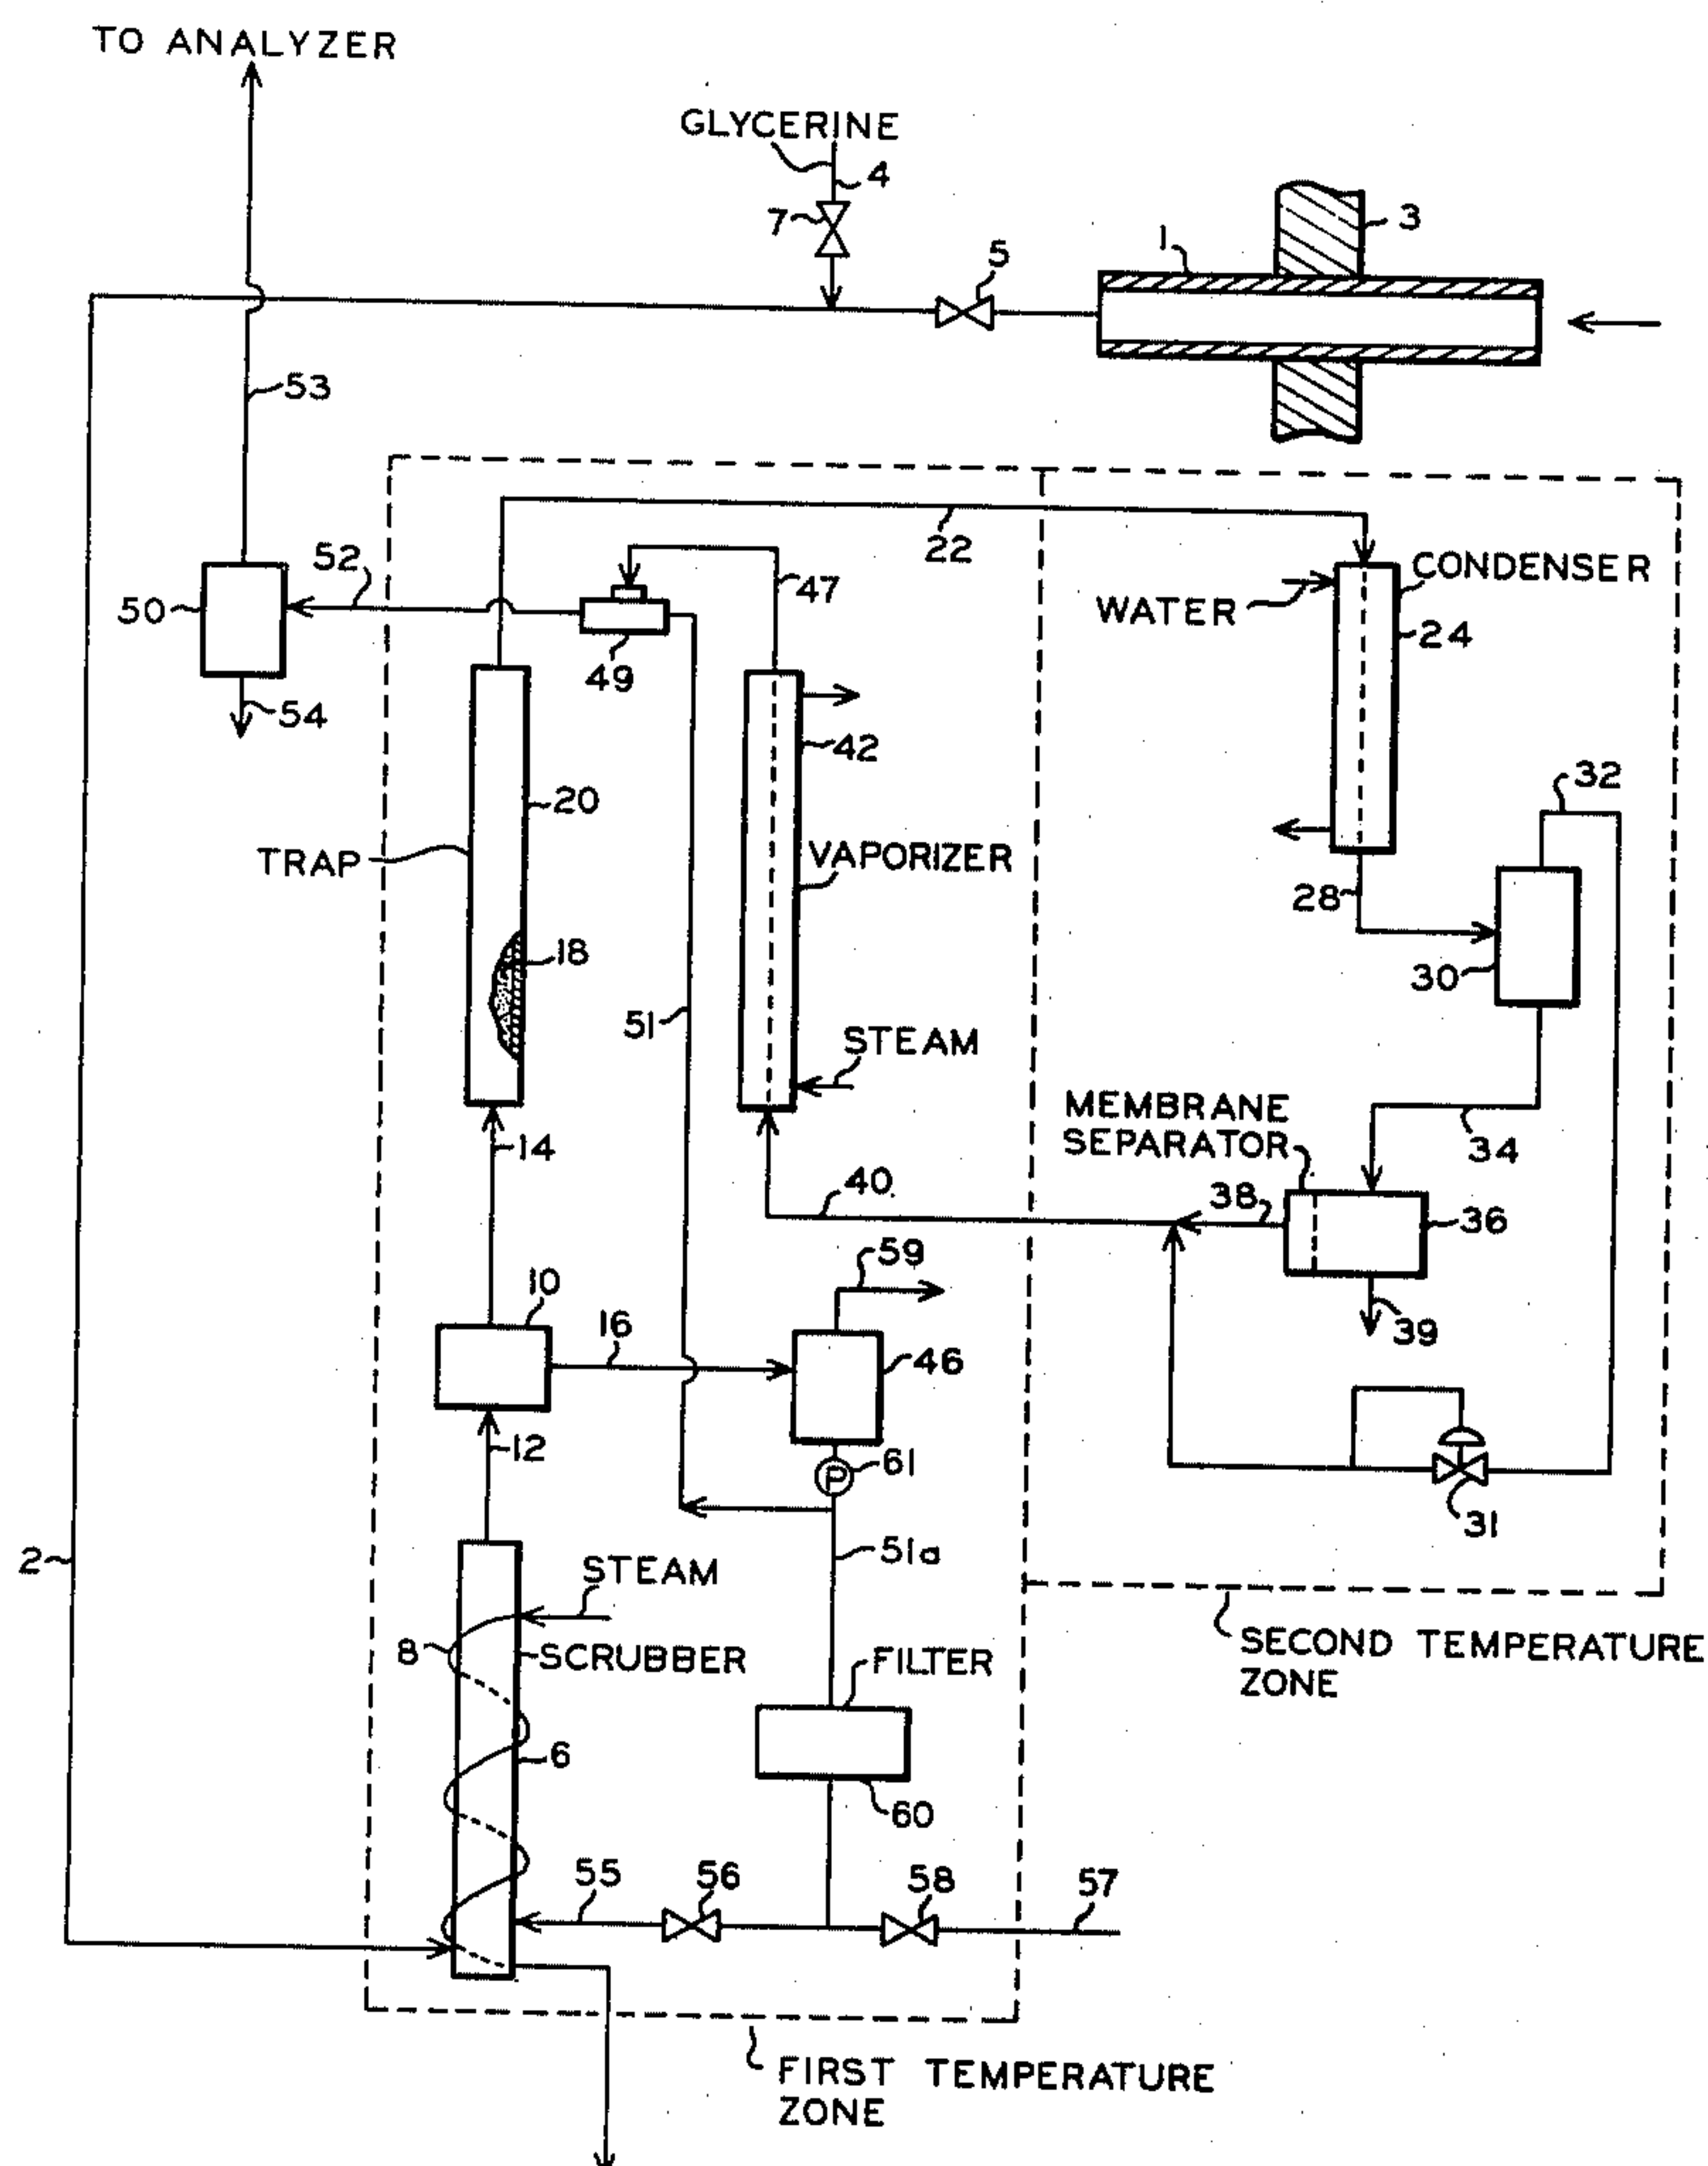 TO ANALYZER
GLYCERINE
4
7
3
1
5
53
22
52
47
CONDENSER
WATER
50
24
49
54
42
32
20
TRAP
VAPORIZER
28
18
30
51
STEAM
MEMBRANE
SEPARATOR
14
34
40
38
36
59
10
16
39
46
12
61
31
2
51a
STEAM
SECOND TEMPERATURE
ZONE
8
SCRUBBER
FILTER
6
60
55
56
58
57
FIRST TEMPERATURE
ZONE
P